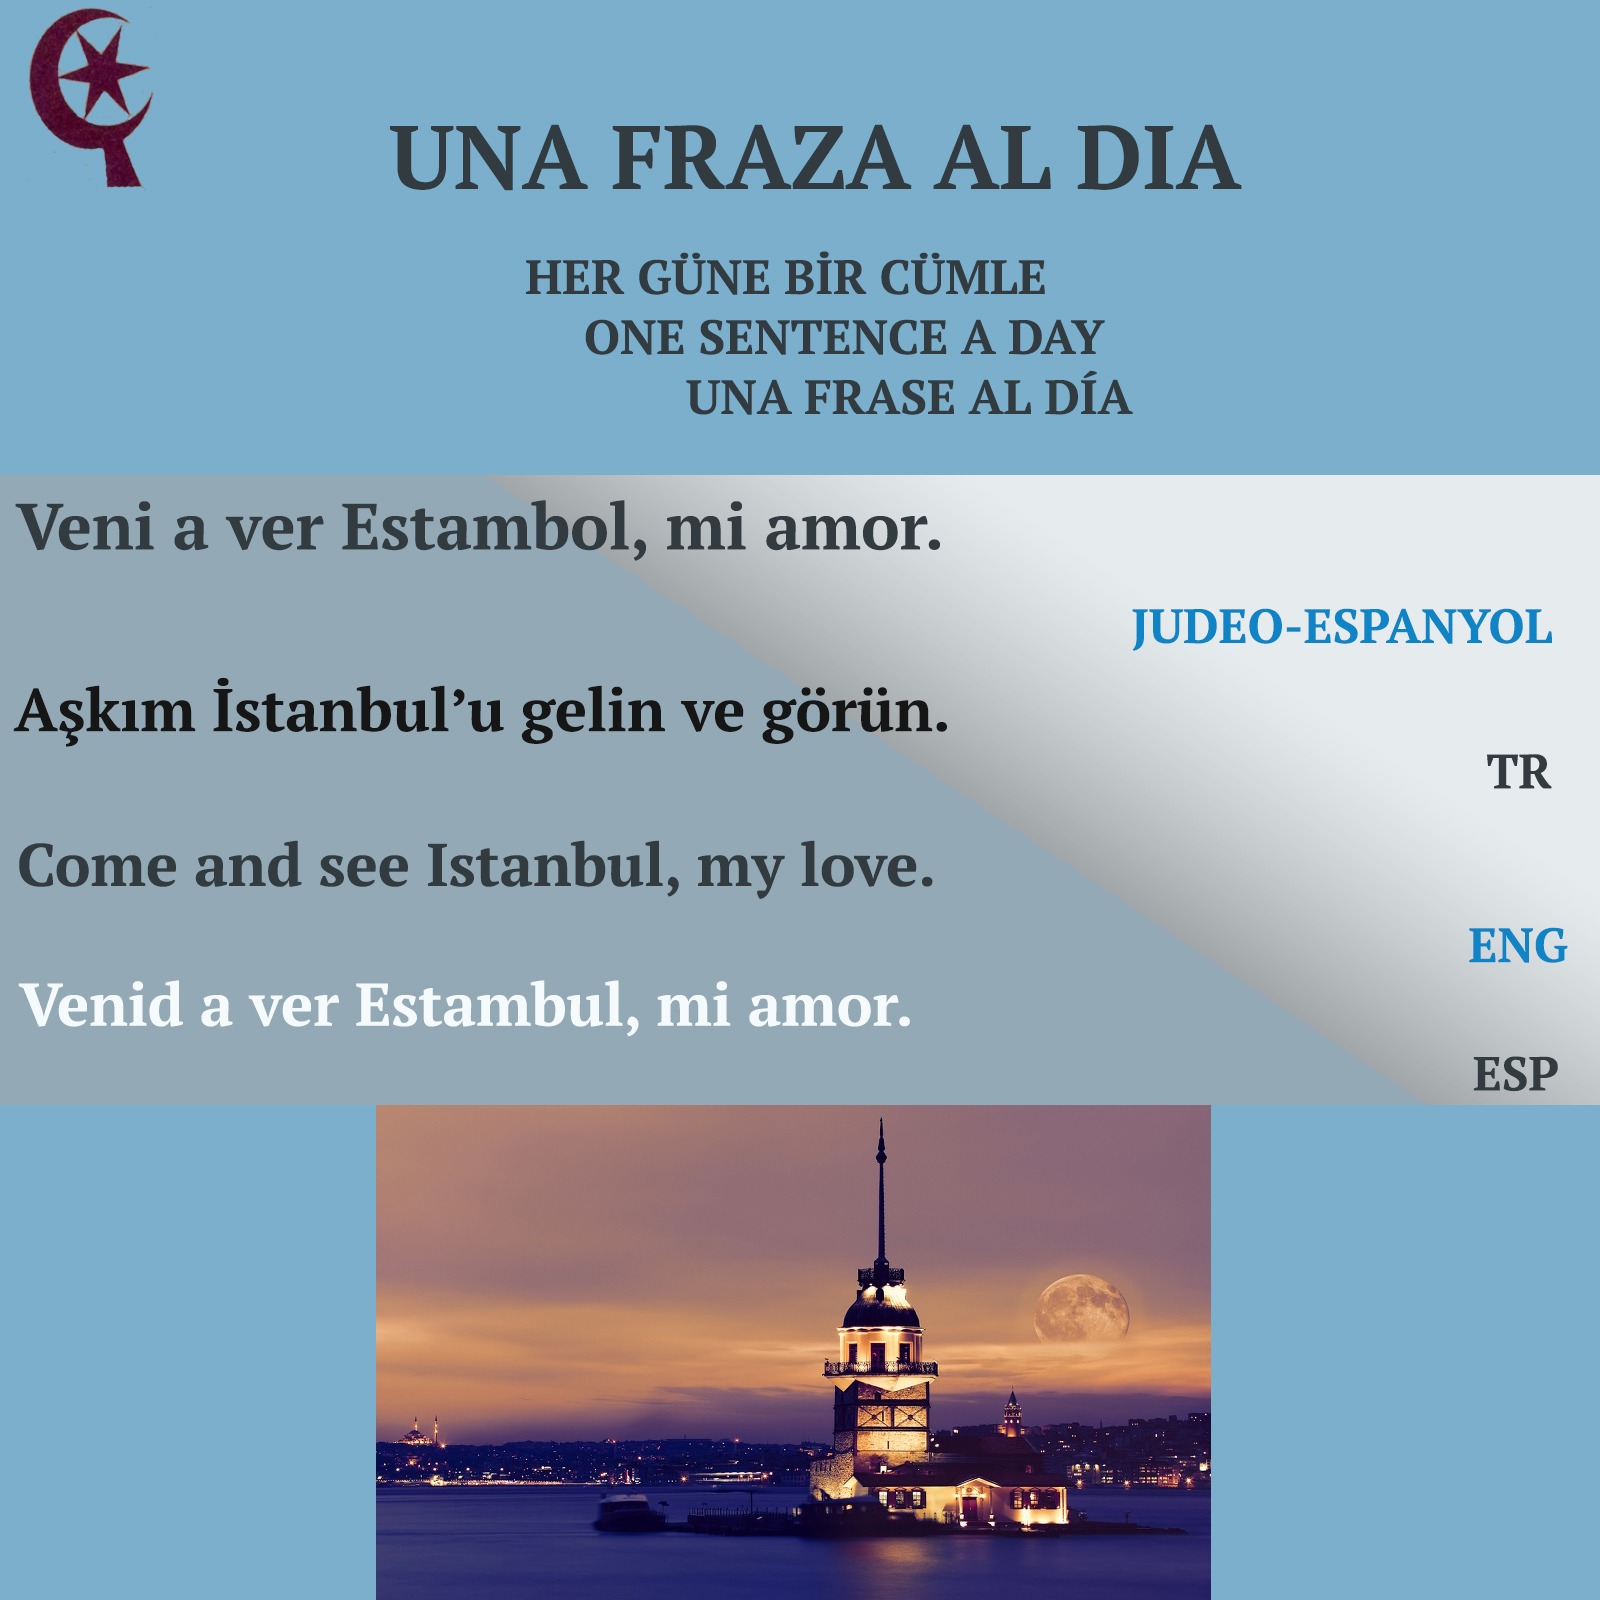 UNA FRAZA AL DIA
HER GÜNE BİR CÜMLE
ONE SENTENCE A DAY
UNA FRASE AL DÍA
Veni a ver Estambol, mi amor.
JUDEO-ESPANYOL
Aşkım İstanbul’u gelin ve görün.
TR
Come and see Istanbul, my love.
ENG
Venid a ver Estambul, mi amor.
ESP